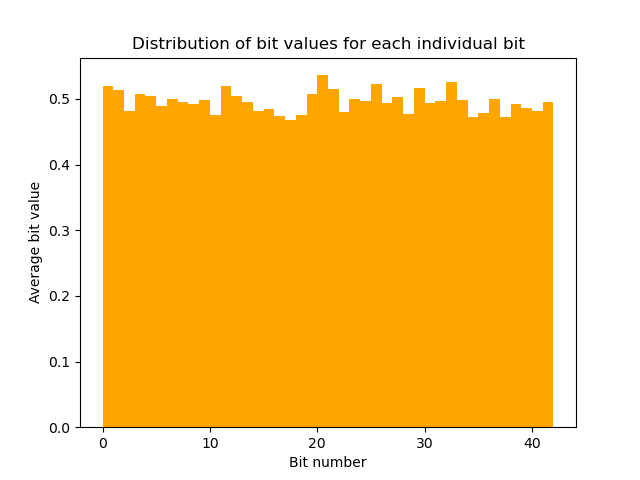 Distribution of bit values for each individual bit
0.5
0.4
0.3
0.2
0.1
0.0
Average bit value
0 10 20 30 40
Bit number